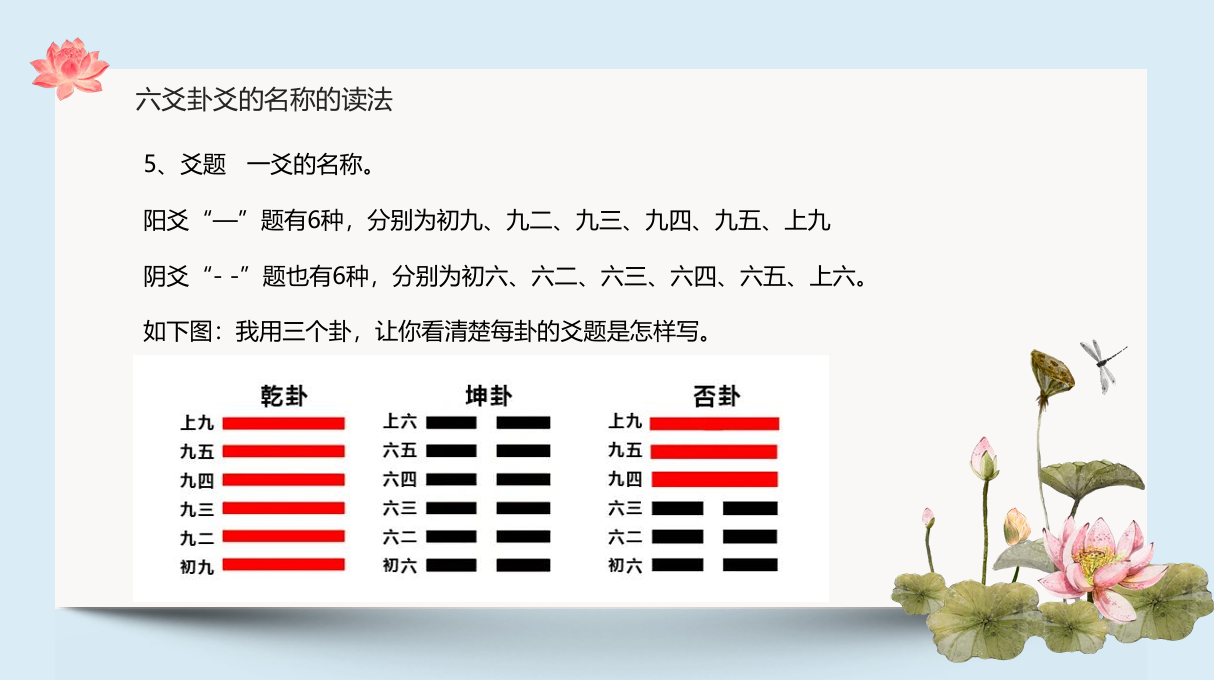 六爻卦爻的名称的读法
5、爻题 一爻的名称。
阳爻“—”题有6种，分别为初九、九二、九三、九四、九五、上九
阴爻“- -”题也有6种，分别为初六、六二、六三、六四、六五、上六。
如下图：我用三个卦，让你看清楚每卦的爻题是怎样写。
乾卦
上九
九五
九四
九三
九二
初九
坤卦
上六
六五
六四
六三
六二
初六
否卦
上九
九五
九四
六三
六二
初六